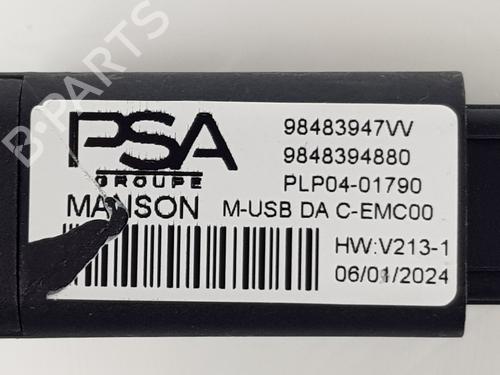 B-PARTS
PSA
GROUPE
MANSON
98483947VV
9848394880
PLP04-01790
M-USB DA C-EMC00
HW:V213-1
06/01/2024